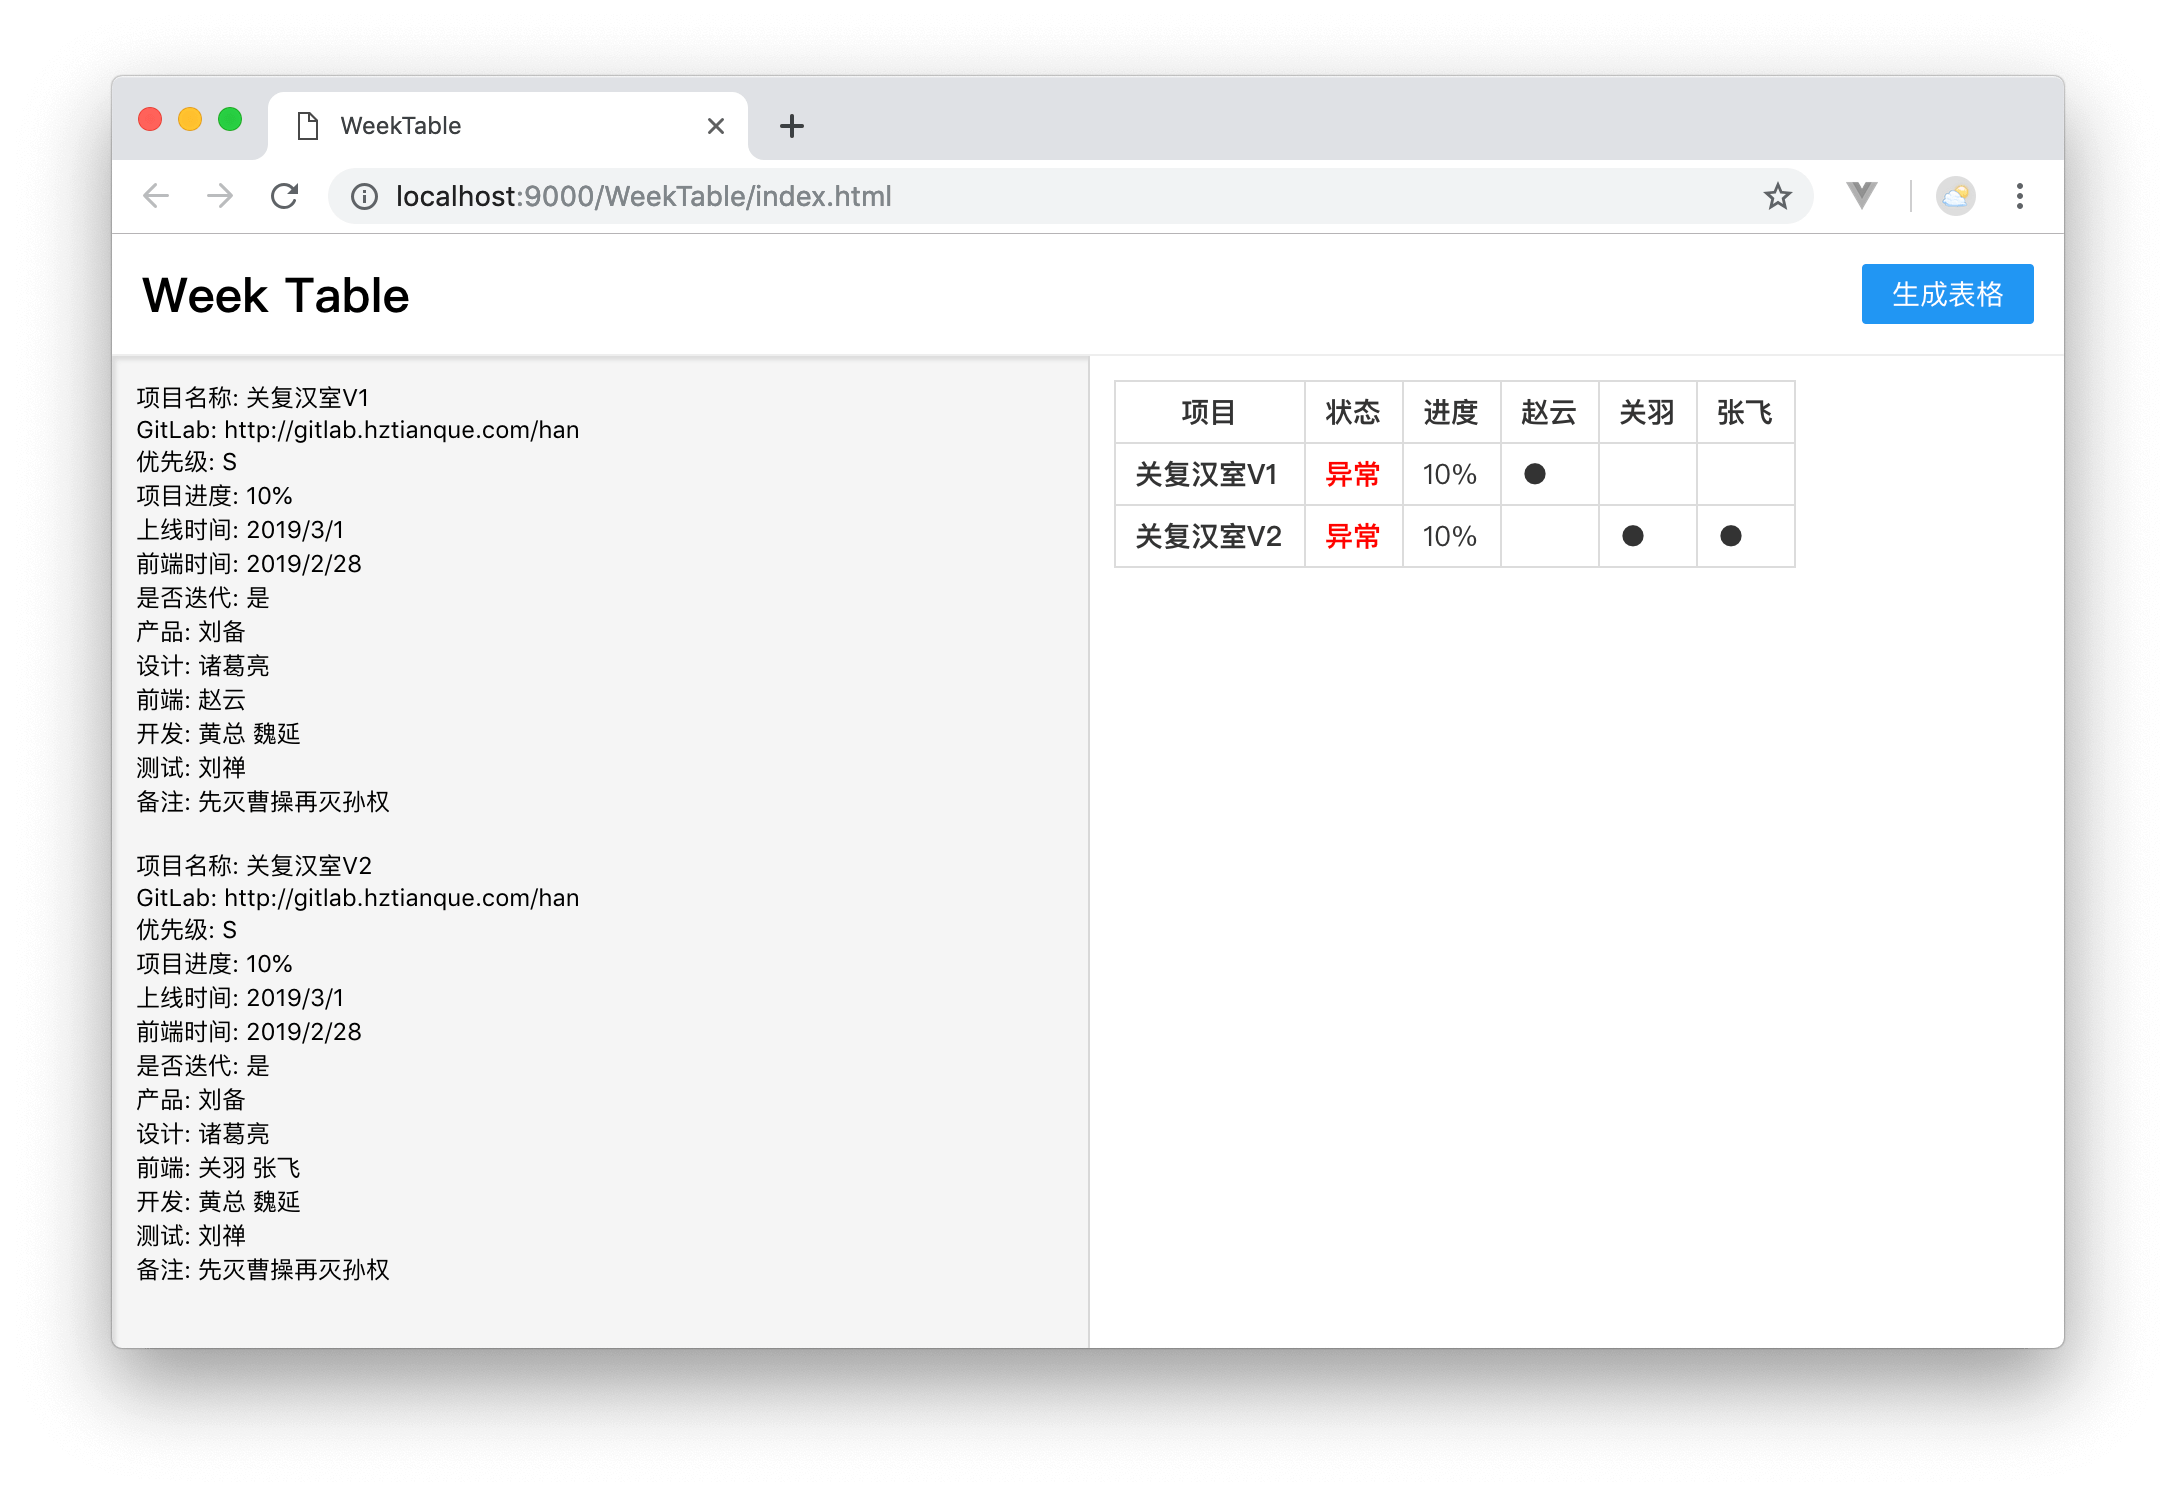 WeekTable
localhost:9000/WeekTable/index.html
Week Table
生成表格
项目名称: 关复汉室V1
GitLab: http://gitlab.hztianque.com/han
优先级: S
项目进度: 10%
上线时间: 2019/3/1
前端时间: 2019/2/28
是否迭代: 是
产品: 刘备
设计: 诸葛亮
前端: 赵云
开发: 黄总 魏延
测试: 刘禅
备注: 先灭曹操再灭孙权
项目名称: 关复汉室V2
GitLab: http://gitlab.hztianque.com/han
优先级: S
项目进度: 10%
上线时间: 2019/3/1
前端时间: 2019/2/28
是否迭代: 是
产品: 刘备
设计: 诸葛亮
前端: 关羽 张飞
开发: 黄总 魏延
测试: 刘禅
备注: 先灭曹操再灭孙权
项目 状态 进度 赵云 关羽 张飞
关复汉室V1 异常 10% ●
关复汉室V2 异常 10% ● ●